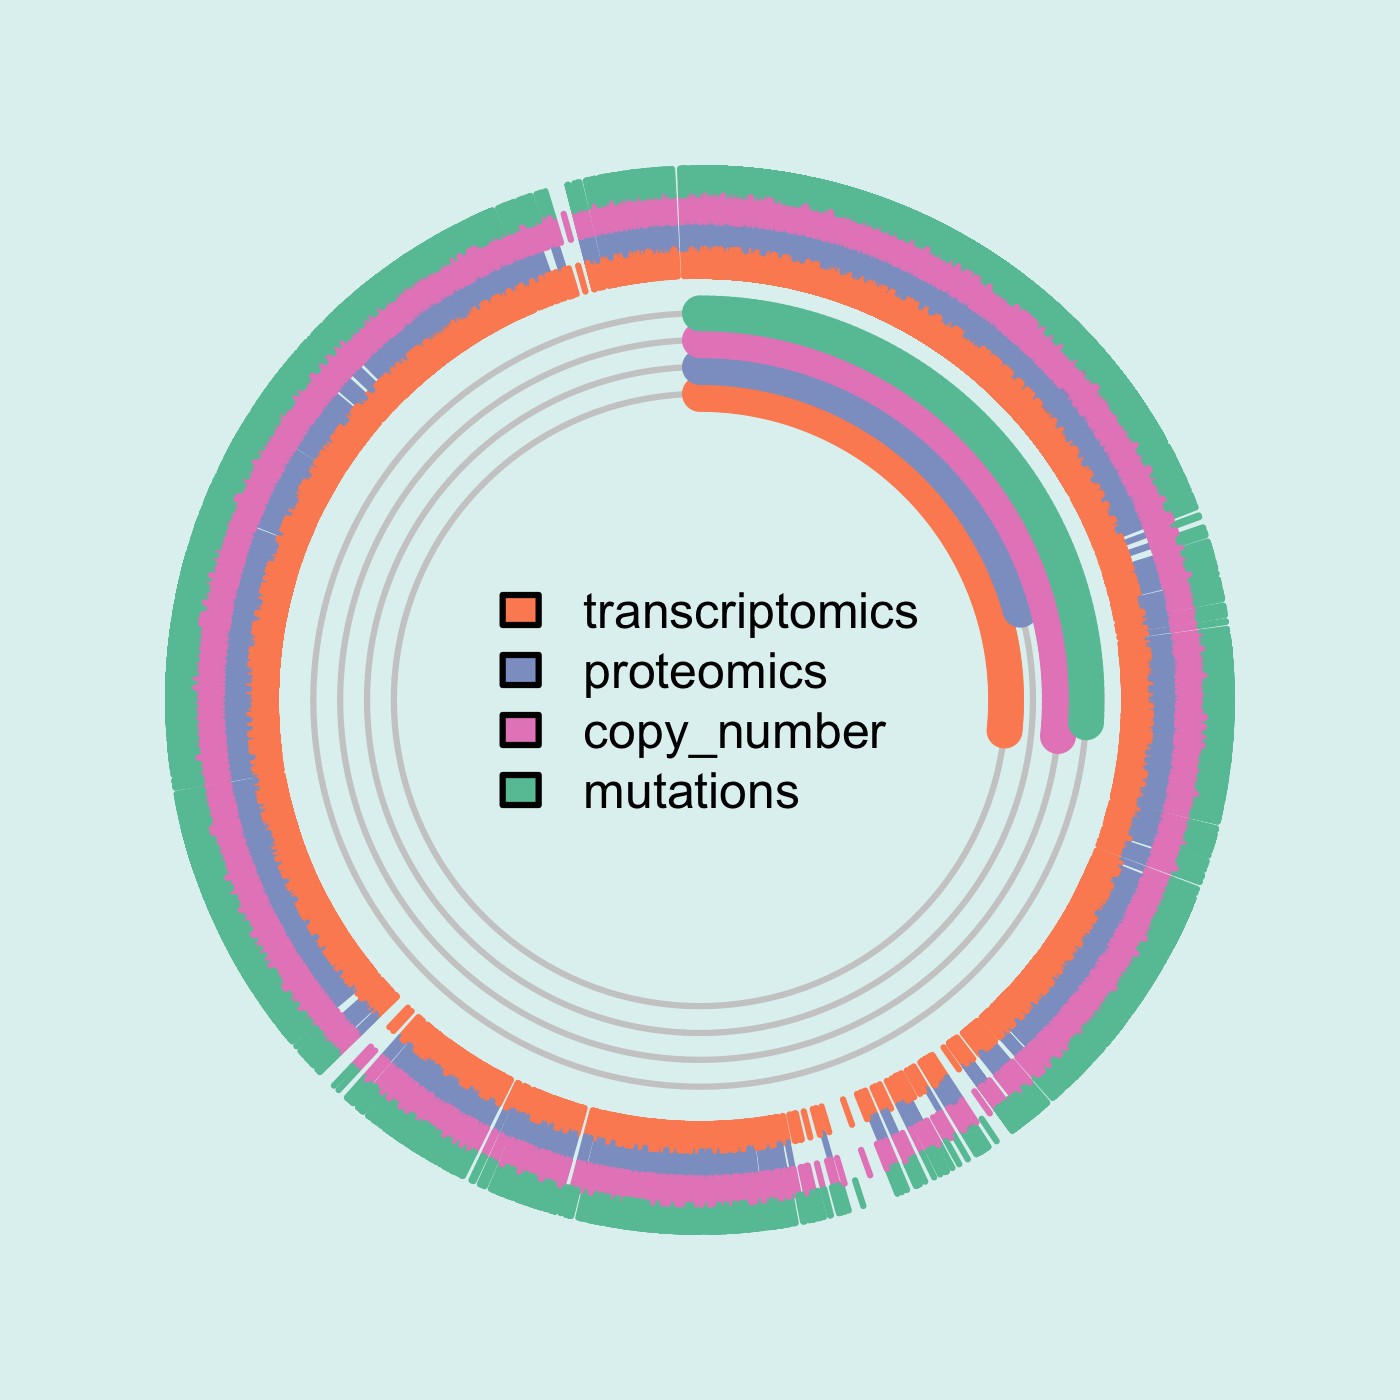 transcriptomics
proteomics
copy_number
mutations